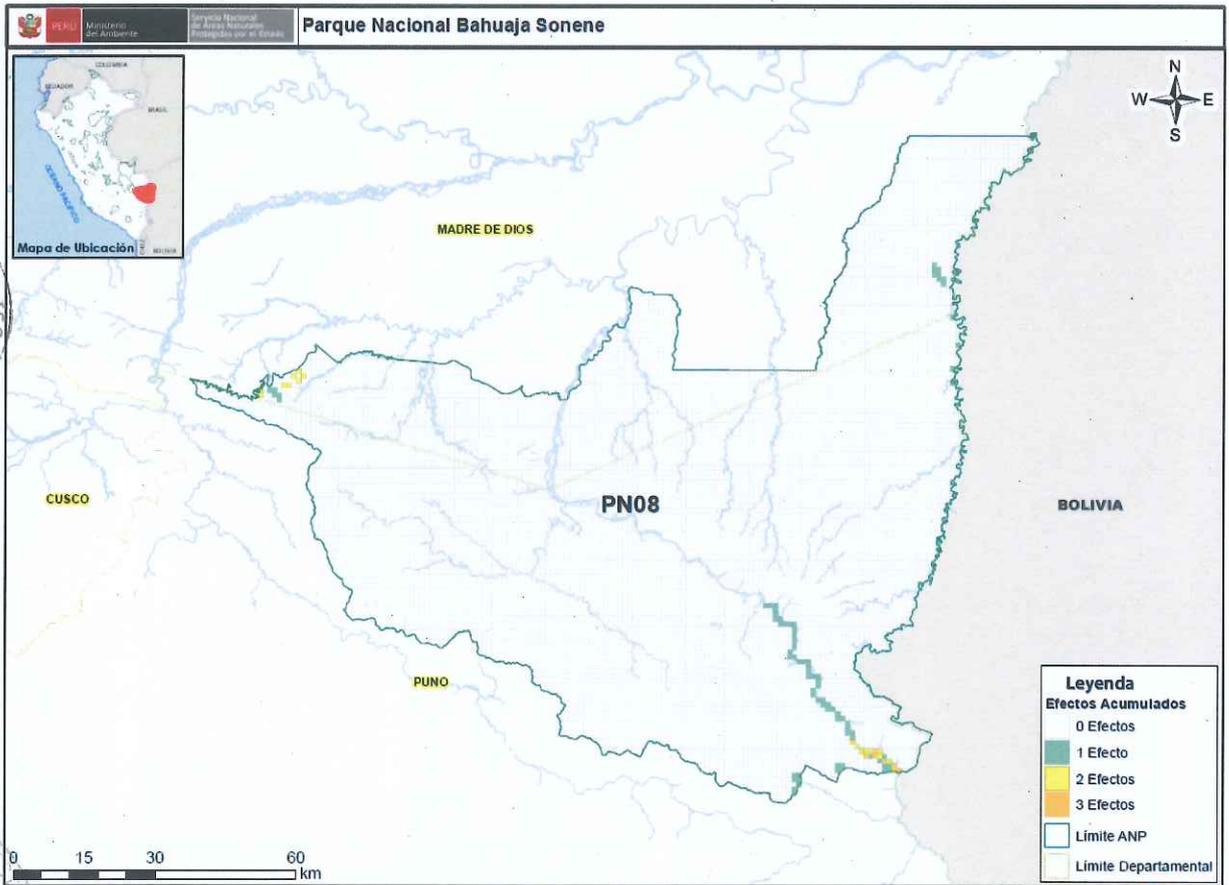 PERÚ
Ministerio
del Ambiente
Servicio Nacional
de Áreas Naturales
Protegidas por el Estado
Parque Nacional Bahuaja Sonene
COLOMBIA
ECUADOR
BRASIL
OCEANO PACIFICO
CHILE
BOLIVIA
Mapa de Ubicación
N
W
E
S
MADRE DE DIOS
CUSCO
PN08
BOLIVIA
PUNO
Leyenda
Efectos Acumulados
0 Efectos
1 Efecto
2 Efectos
3 Efectos
Límite ANP
Límite Departamental
0 15 30 60
km